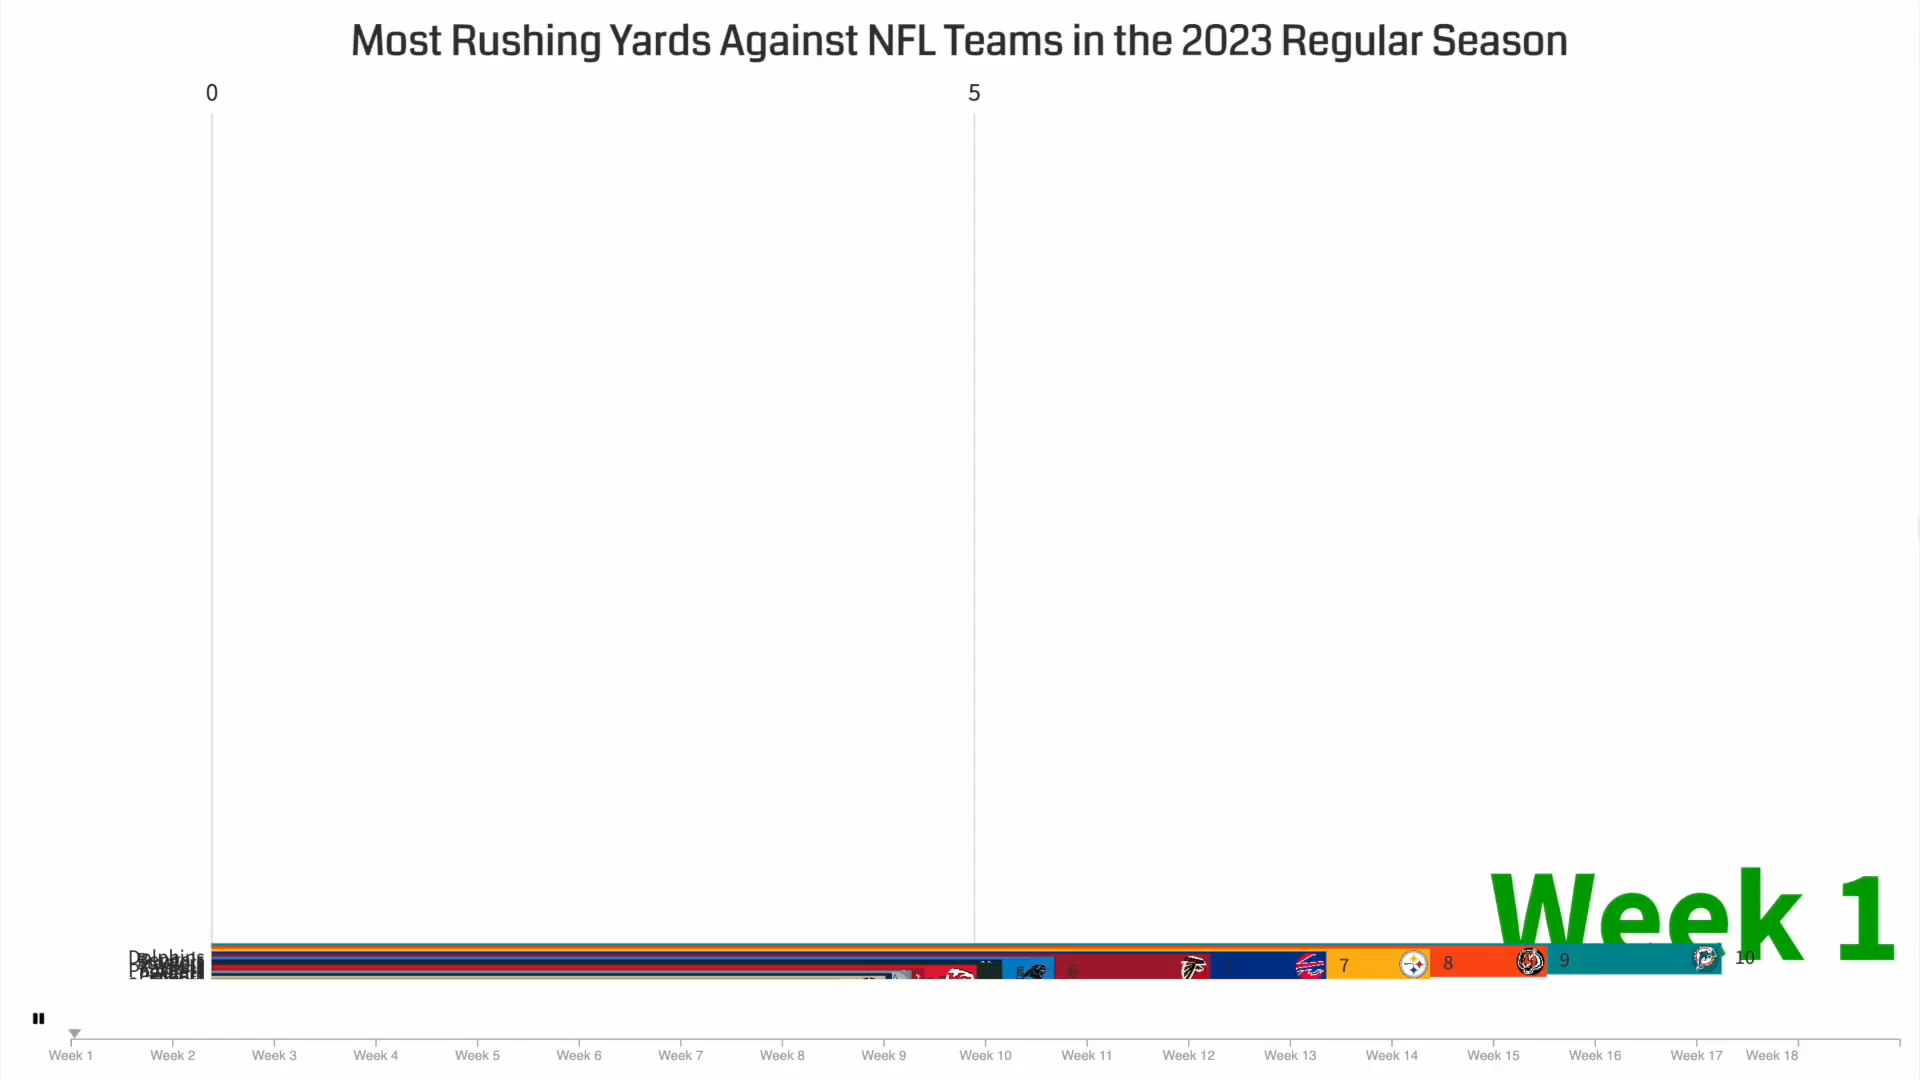 Most Rushing Yards Against NFL Teams in the 2023 Regular Season
0 5
Week 1
Dolphins
10
9
8
7
6
Week 1 Week 2 Week 3 Week 4 Week 5 Week 6 Week 7 Week 8 Week 9 Week 10 Week 11 Week 12 Week 13 Week 14 Week 15 Week 16 Week 17 Week 18